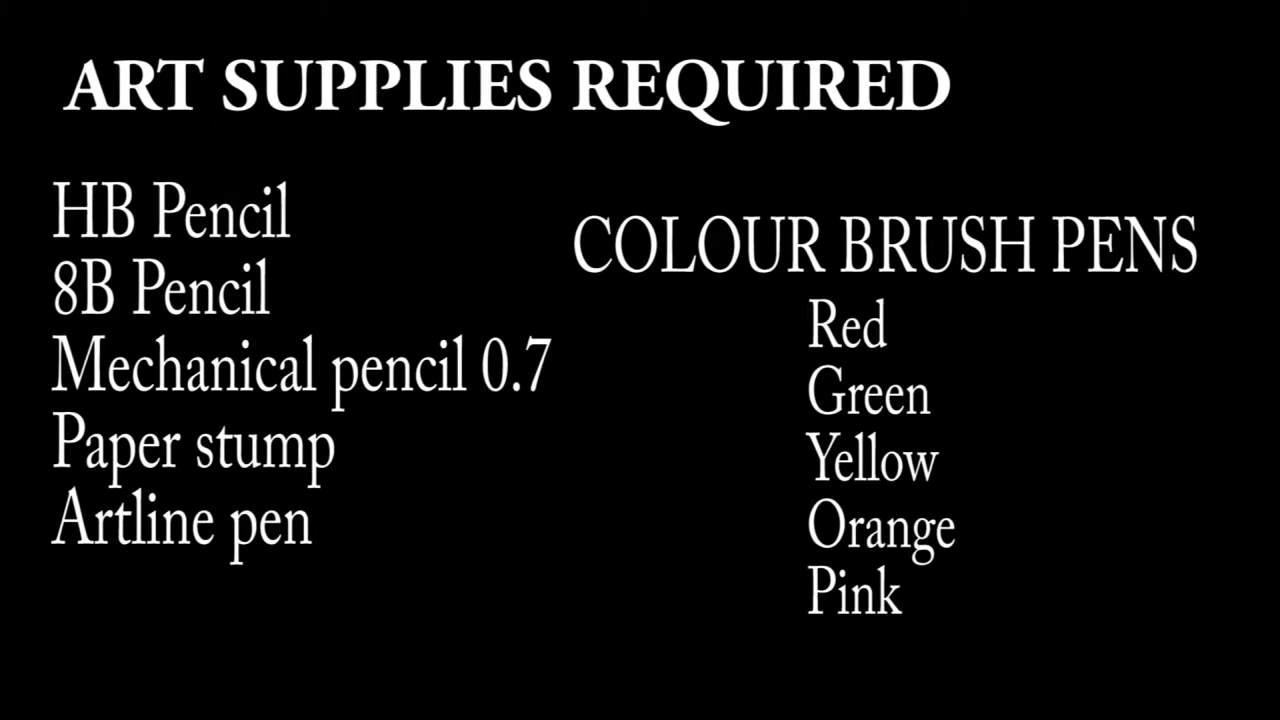 ART SUPPLIES REQUIRED
HB Pencil
8B Pencil
Mechanical pencil 0.7
Paper stump
Artline pen
COLOUR BRUSH PENS
Red
Green
Yellow
Orange
Pink